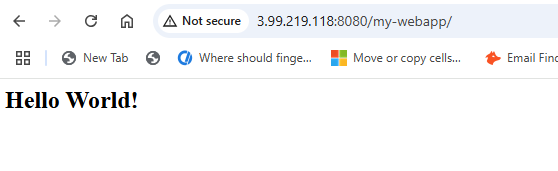 Not secure 3.99.219.118:8080/my-webapp/
New Tab Where should finge... Move or copy cells... Email Find
Hello World!